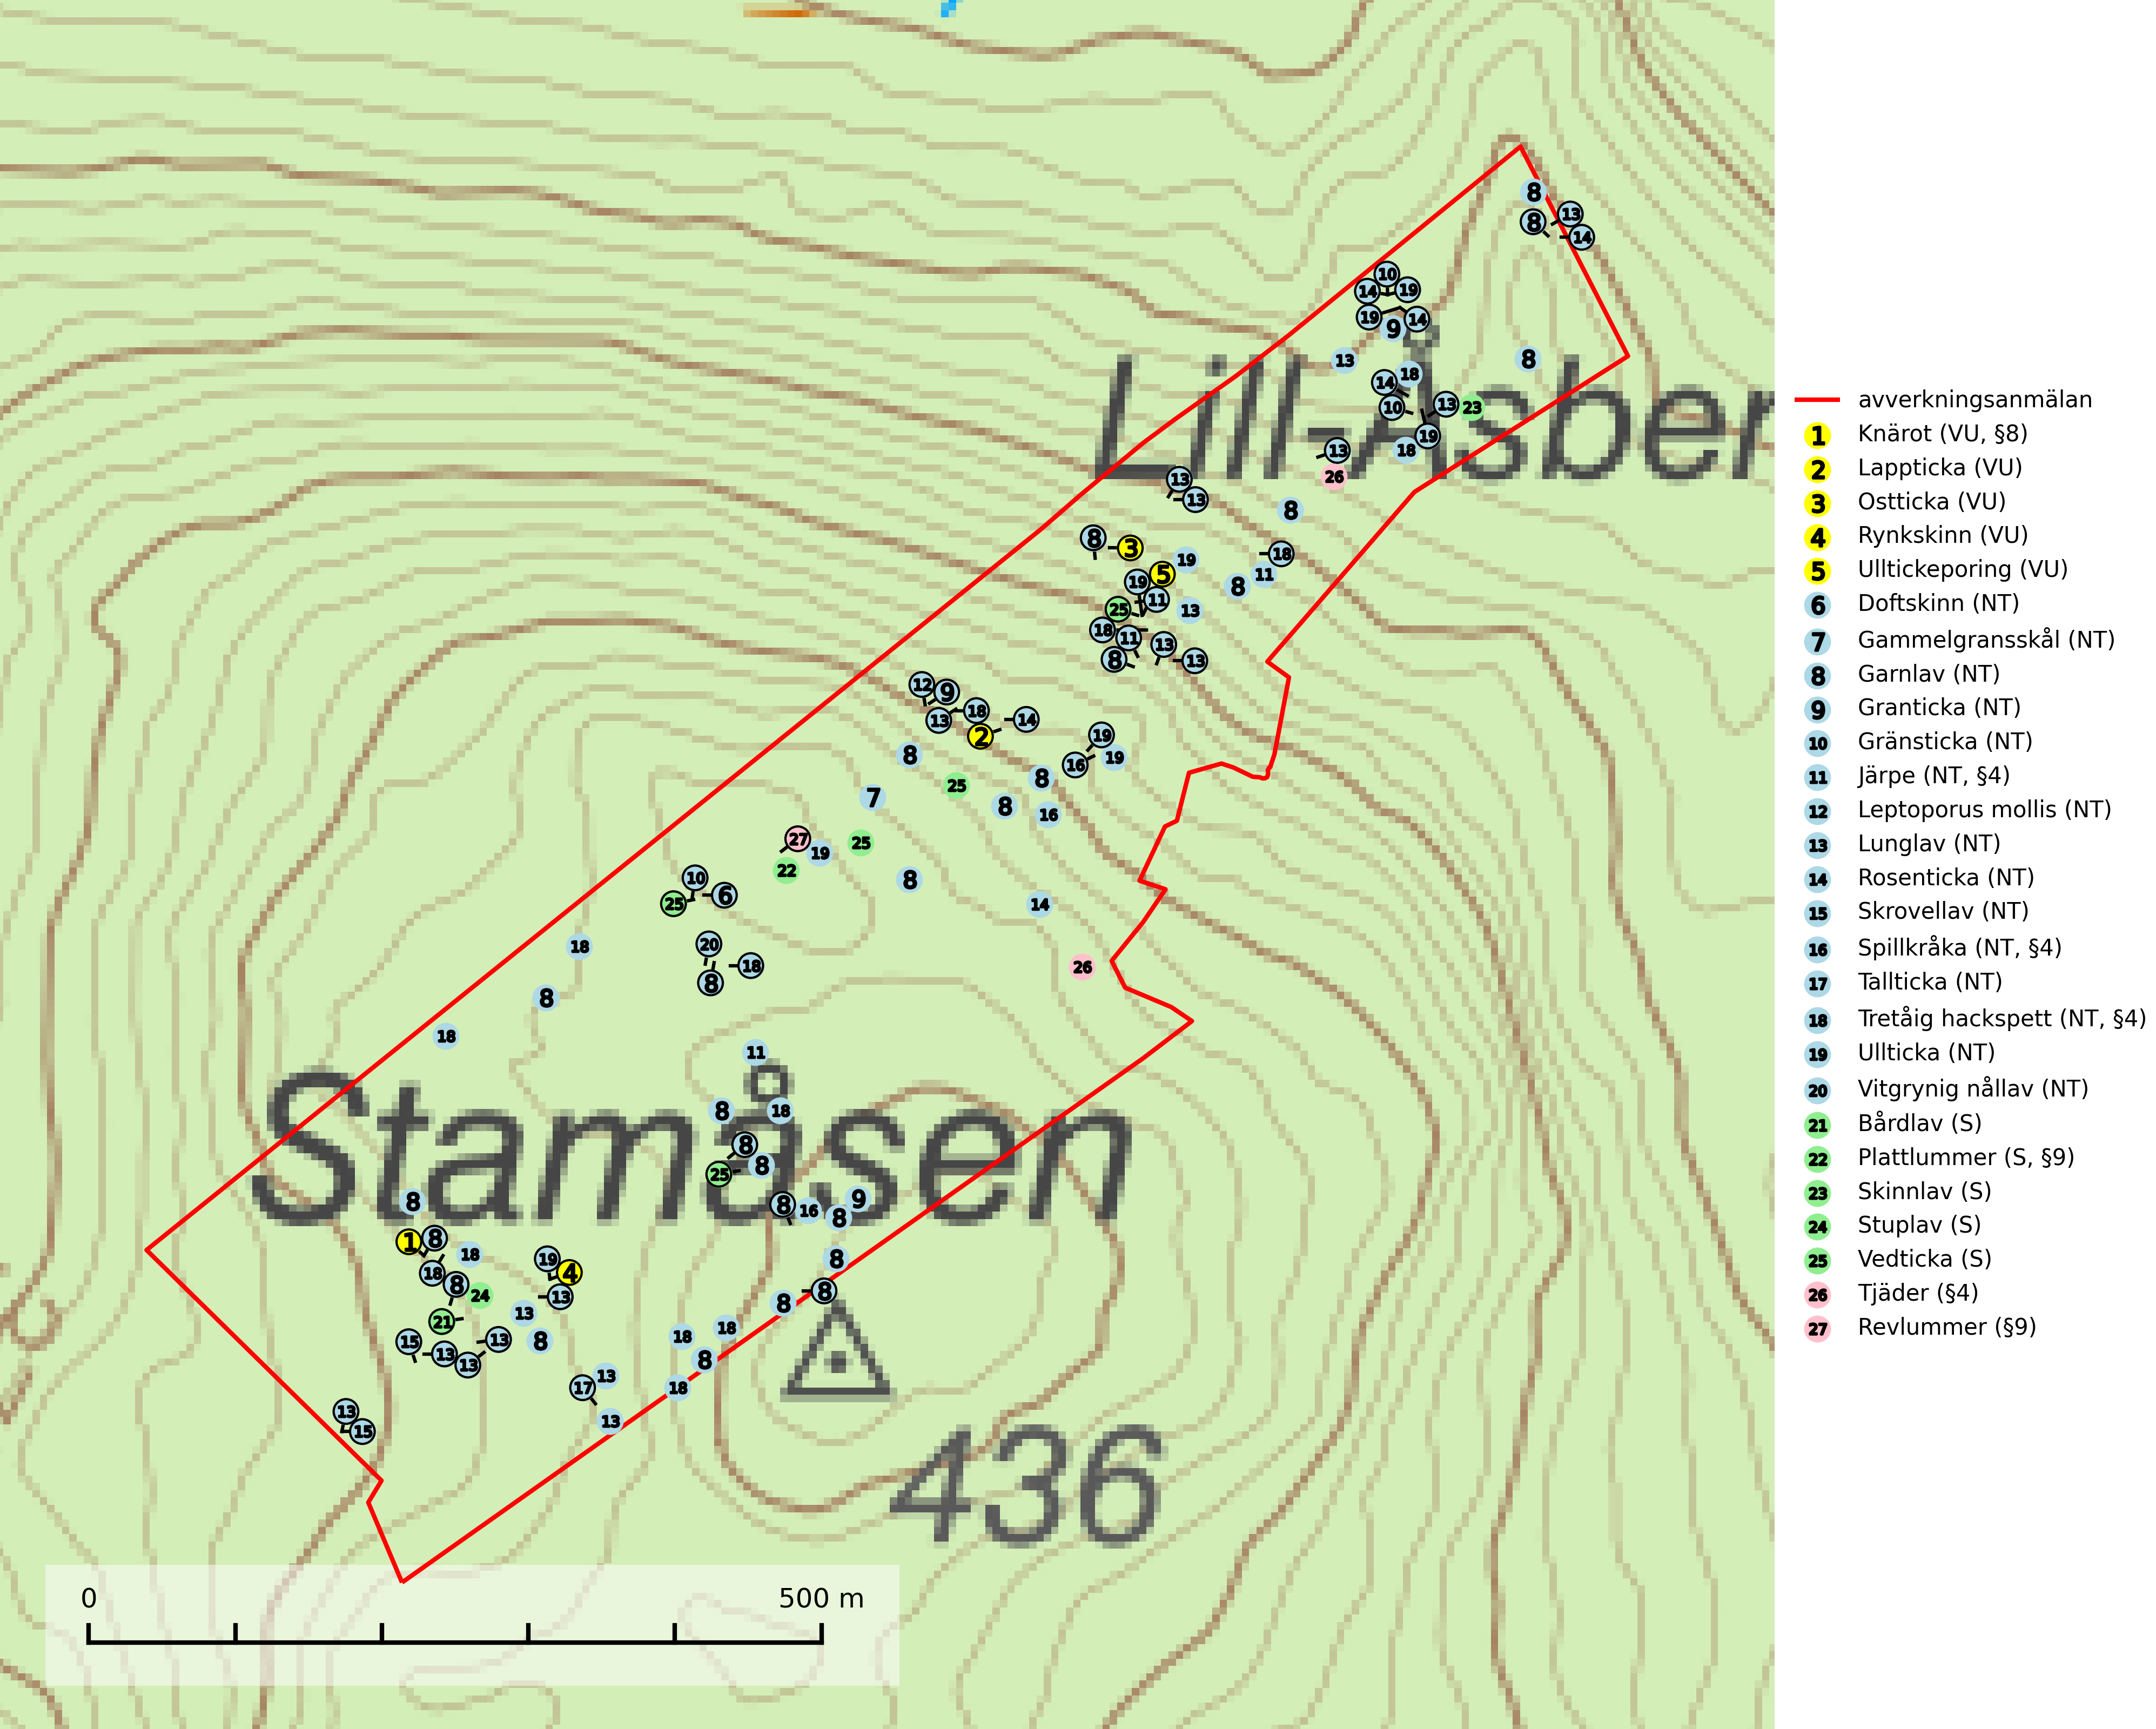 Lill-Åsber
Stamåsen
436
0 500 m
avverkningsanmälan
1 Knärot (VU, §8)
2 Lappticka (VU)
3 Ostticka (VU)
4 Rynkskinn (VU)
5 Ulltickeporing (VU)
6 Doftskinn (NT)
7 Gammelgransskål (NT)
8 Garnlav (NT)
9 Granticka (NT)
10 Gränsticka (NT)
11 Järpe (NT, §4)
12 Leptoporus mollis (NT)
13 Lunglav (NT)
14 Rosenticka (NT)
15 Skrovellav (NT)
16 Spillkråka (NT, §4)
17 Tallticka (NT)
18 Tretåig hackspett (NT, §4)
19 Ullticka (NT)
20 Vitgrynig nållav (NT)
21 Bårdlav (S)
22 Plattlummer (S, §9)
23 Skinnlav (S)
24 Stuplav (S)
25 Vedticka (S)
26 Tjäder (§4)
27 Revlummer (§9)